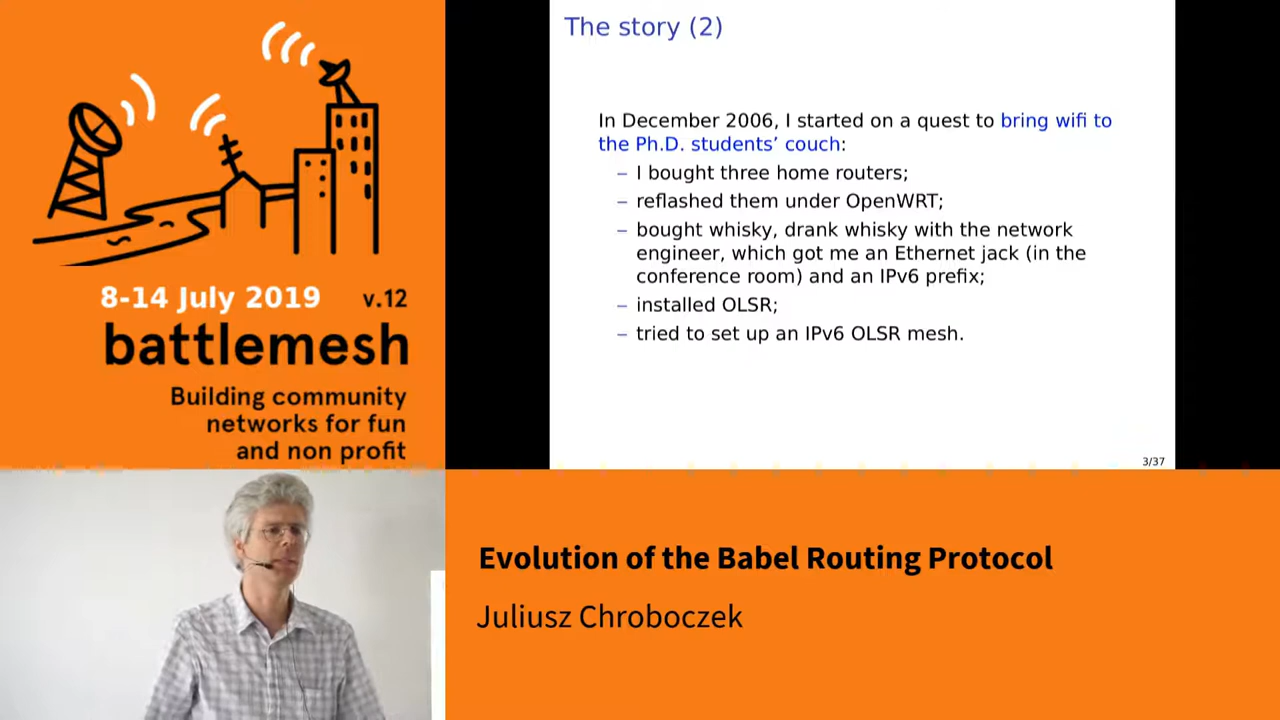 8-14 July 2019 v.12
battlemesh
Building community
networks for fun
and non profit
The story (2)
In December 2006, I started on a quest to bring wifi to
the Ph.D. students’ couch:
– I bought three home routers;
– reflashed them under OpenWRT;
– bought whisky, drank whisky with the network
engineer, which got me an Ethernet jack (in the
conference room) and an IPv6 prefix;
– installed OLSR;
– tried to set up an IPv6 OLSR mesh.
3/37
Evolution of the Babel Routing Protocol
Juliusz Chroboczek